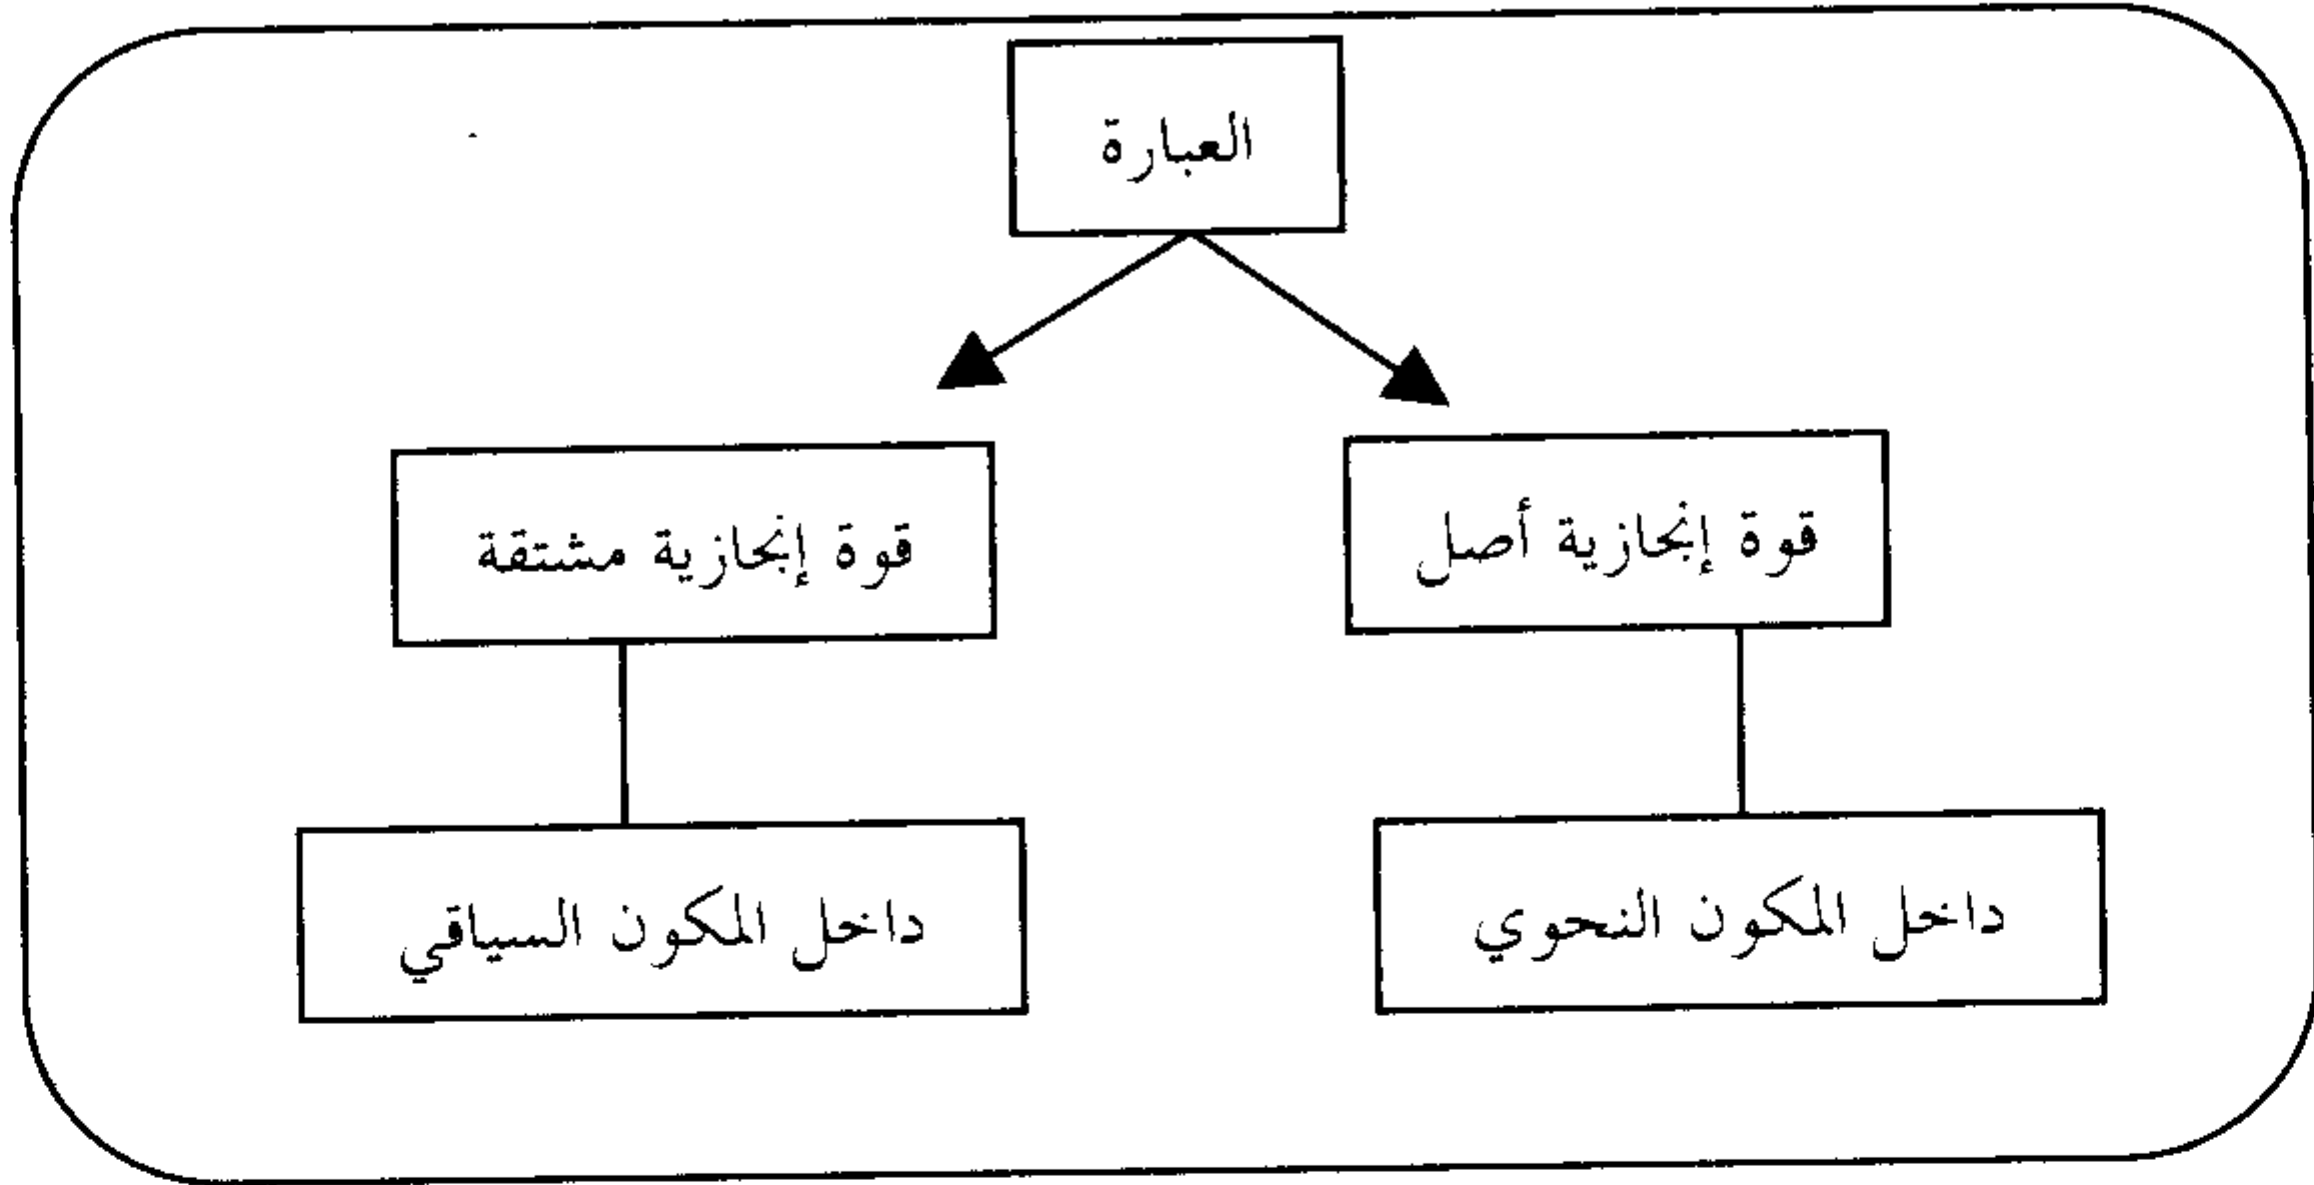 العبارة
قوة إنجازية أصل
قوة إنجازية مشتقة
داخل المكون النحوي
داخل المكون السياقي